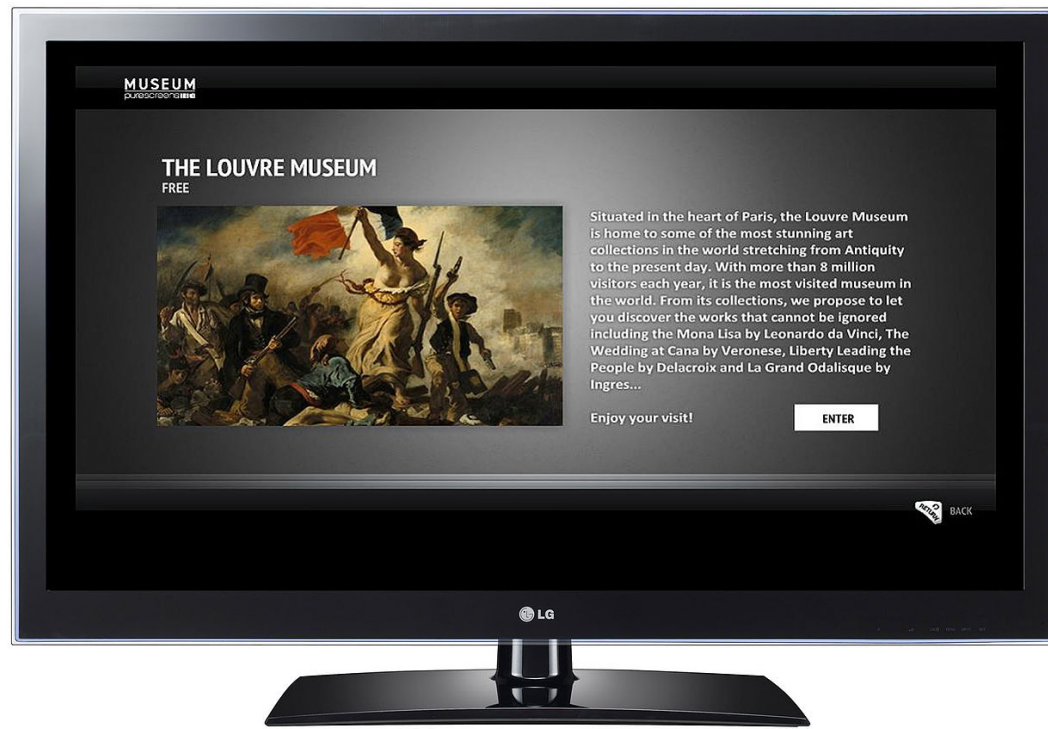 MUSEUM
purescreens
THE LOUVRE MUSEUM
FREE
Situated in the heart of Paris, the Louvre Museum
is home to some of the most stunning art
collections in the world stretching from Antiquity
to the present day. With more than 8 million
visitors each year, it is the most visited museum in
the world. From its collections, we propose to let
you discover the works that cannot be ignored
including the Mona Lisa by Leonardo da Vinci, The
Wedding at Cana by Veronese, Liberty Leading the
People by Delacroix and La Grand Odalisque by
Ingres...
Enjoy your visit!
ENTER
RETURN
BACK
LG